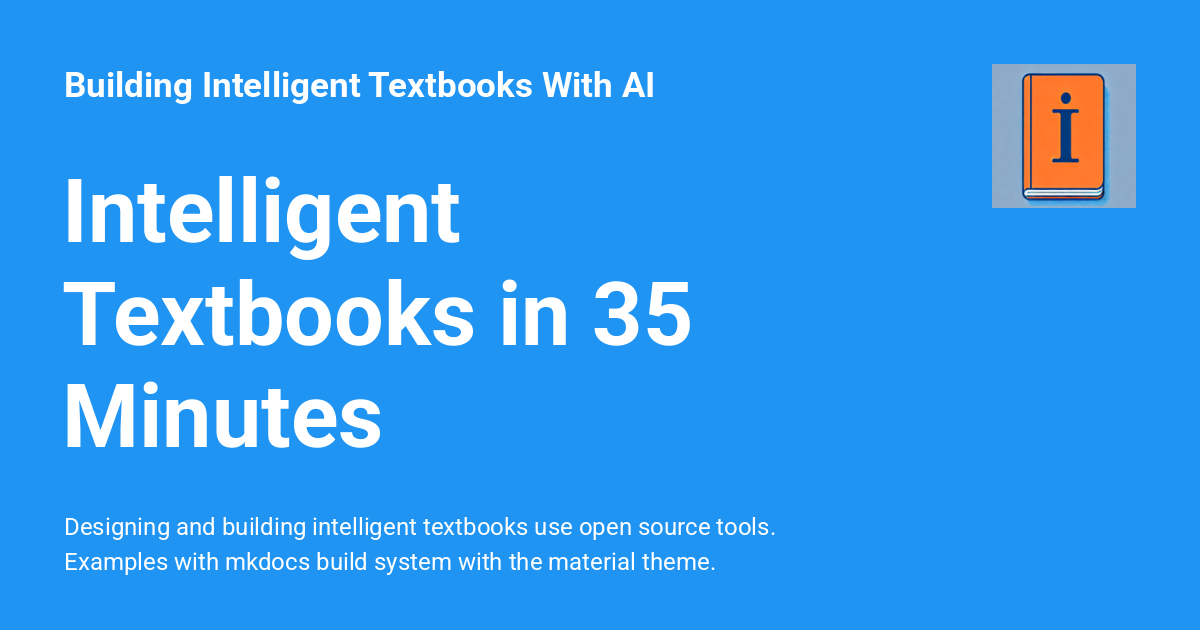 Building Intelligent Textbooks With AI
i
Intelligent
Textbooks in 35
Minutes
Designing and building intelligent textbooks use open source tools.
Examples with mkdocs build system with the material theme.